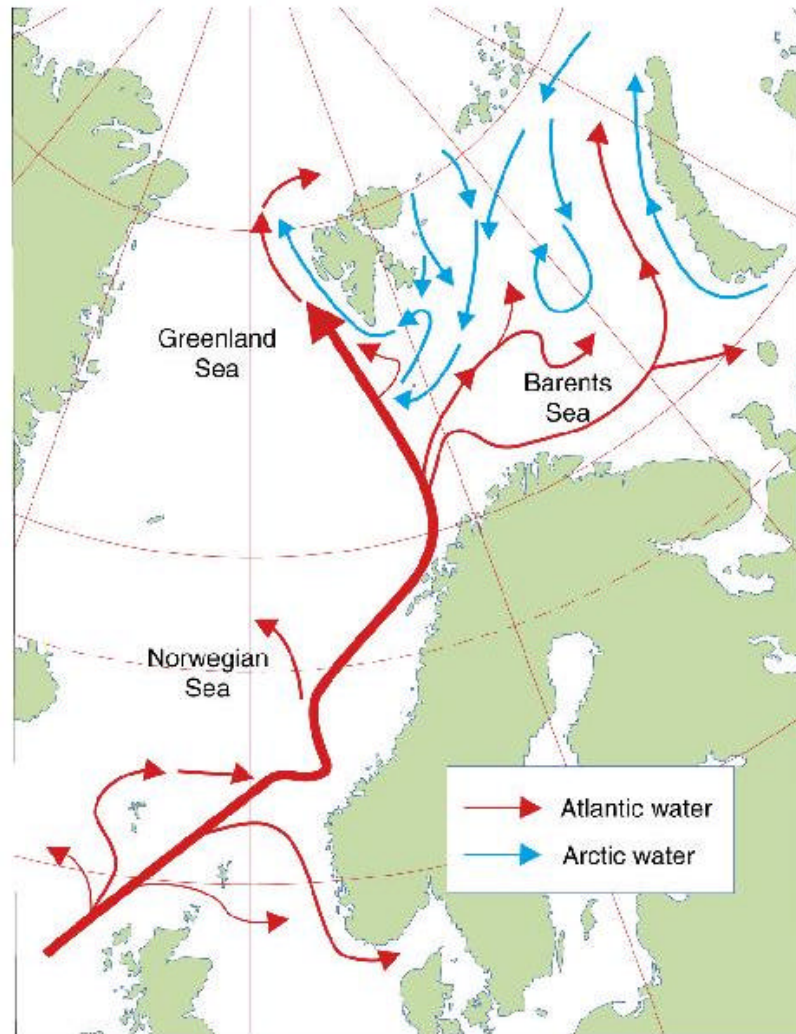 Greenland
Sea
Barents
Sea
Norwegian
Sea
Atlantic water
Arctic water